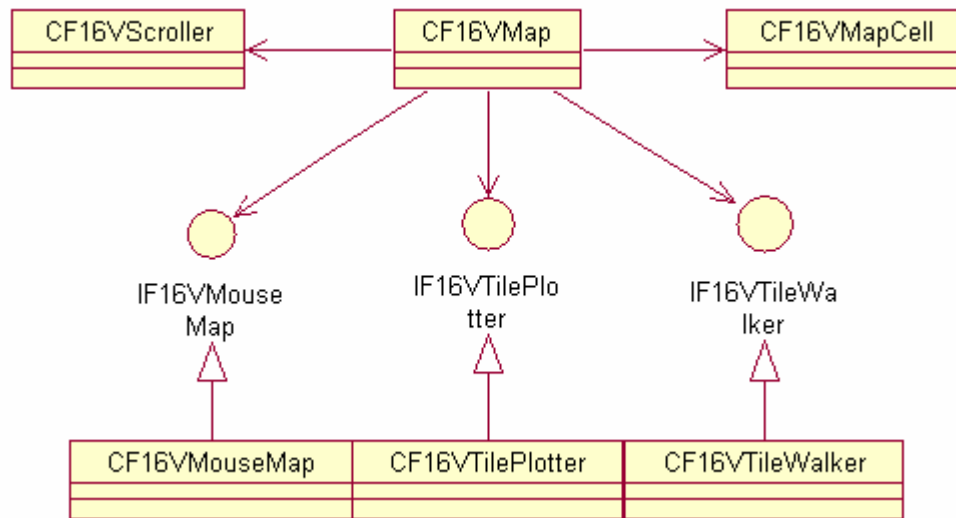 CF16VScroller
CF16VMap
CF16VMapCell
IF16VMouse
Map
IF16VTilePlo
tter
IF16VTileWa
lker
CF16VMouseMap
CF16VTilePlotter
CF16VTileWalker